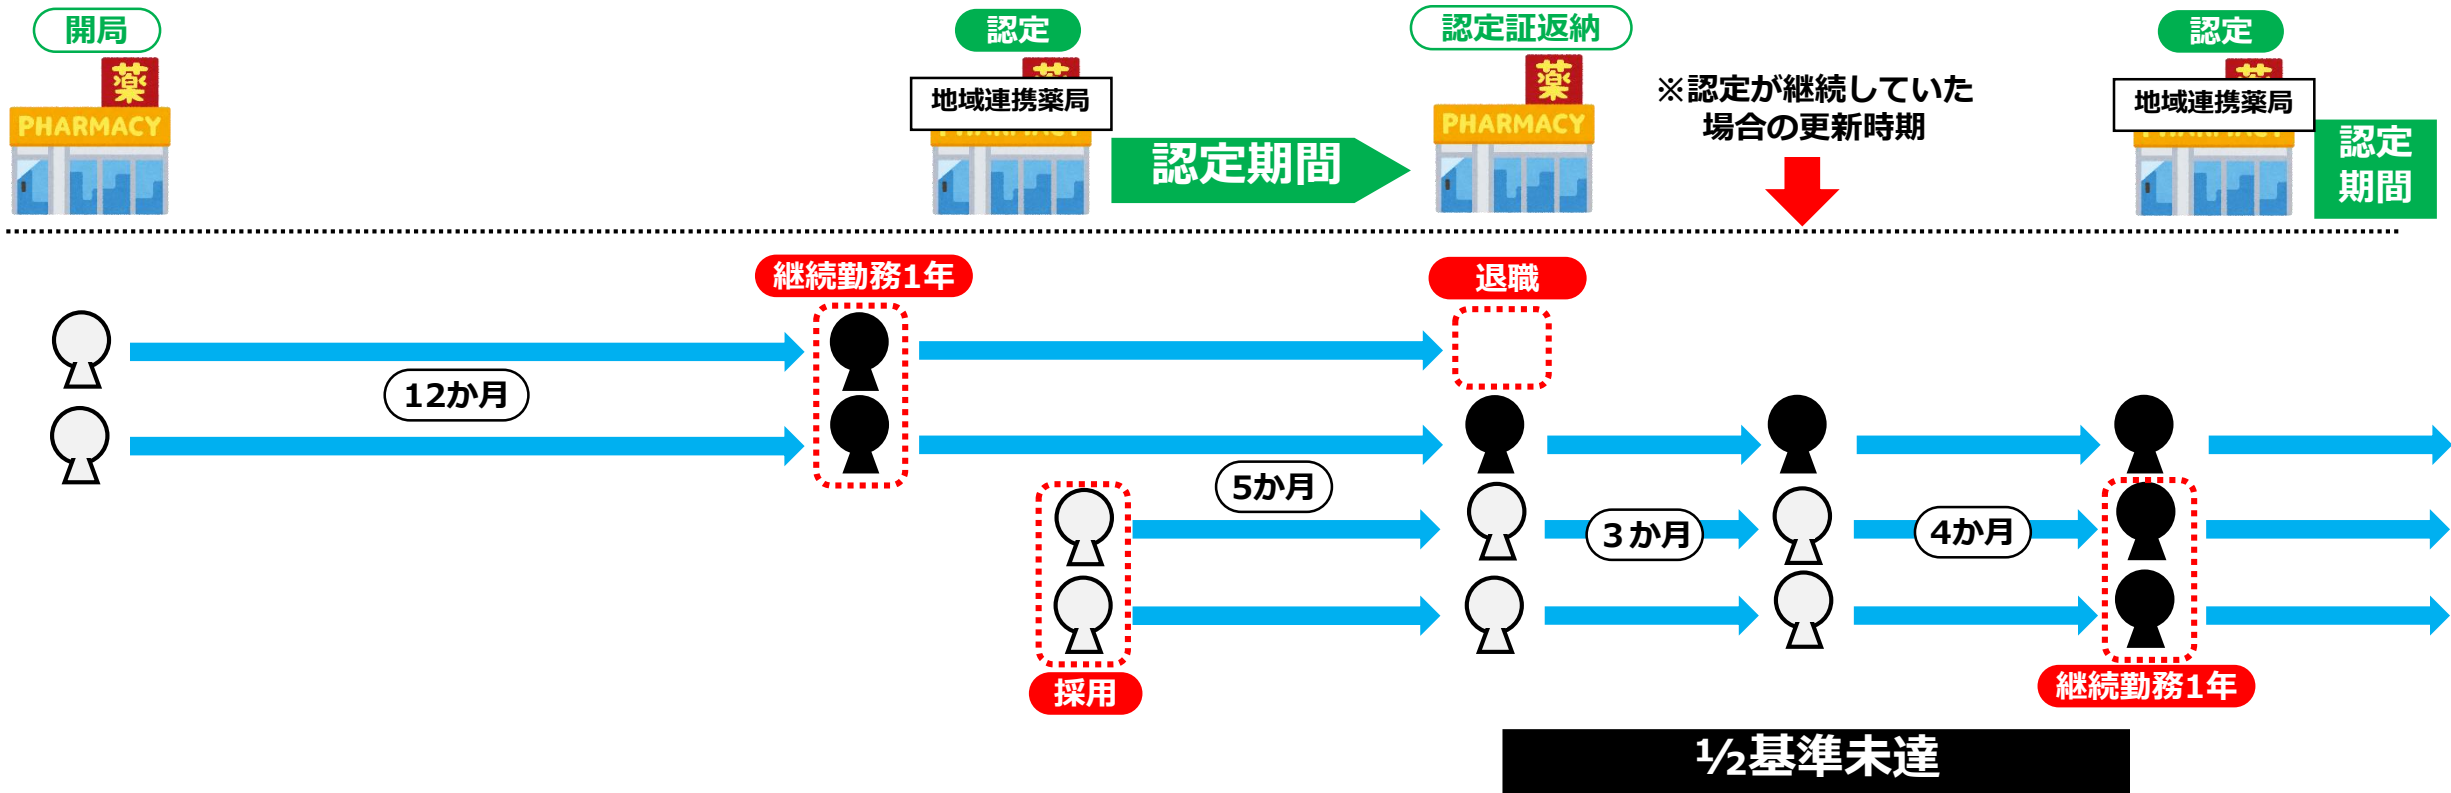 開局
認定
認定証返納
認定
薬
PHARMACY
地域連携薬局
認定期間
薬
PHARMACY
※認定が継続していた
場合の更新時期
地域連携薬局
認定
期間
継続勤務1年
退職
12か月
5か月
３か月
4か月
採用
継続勤務1年
½基準未達